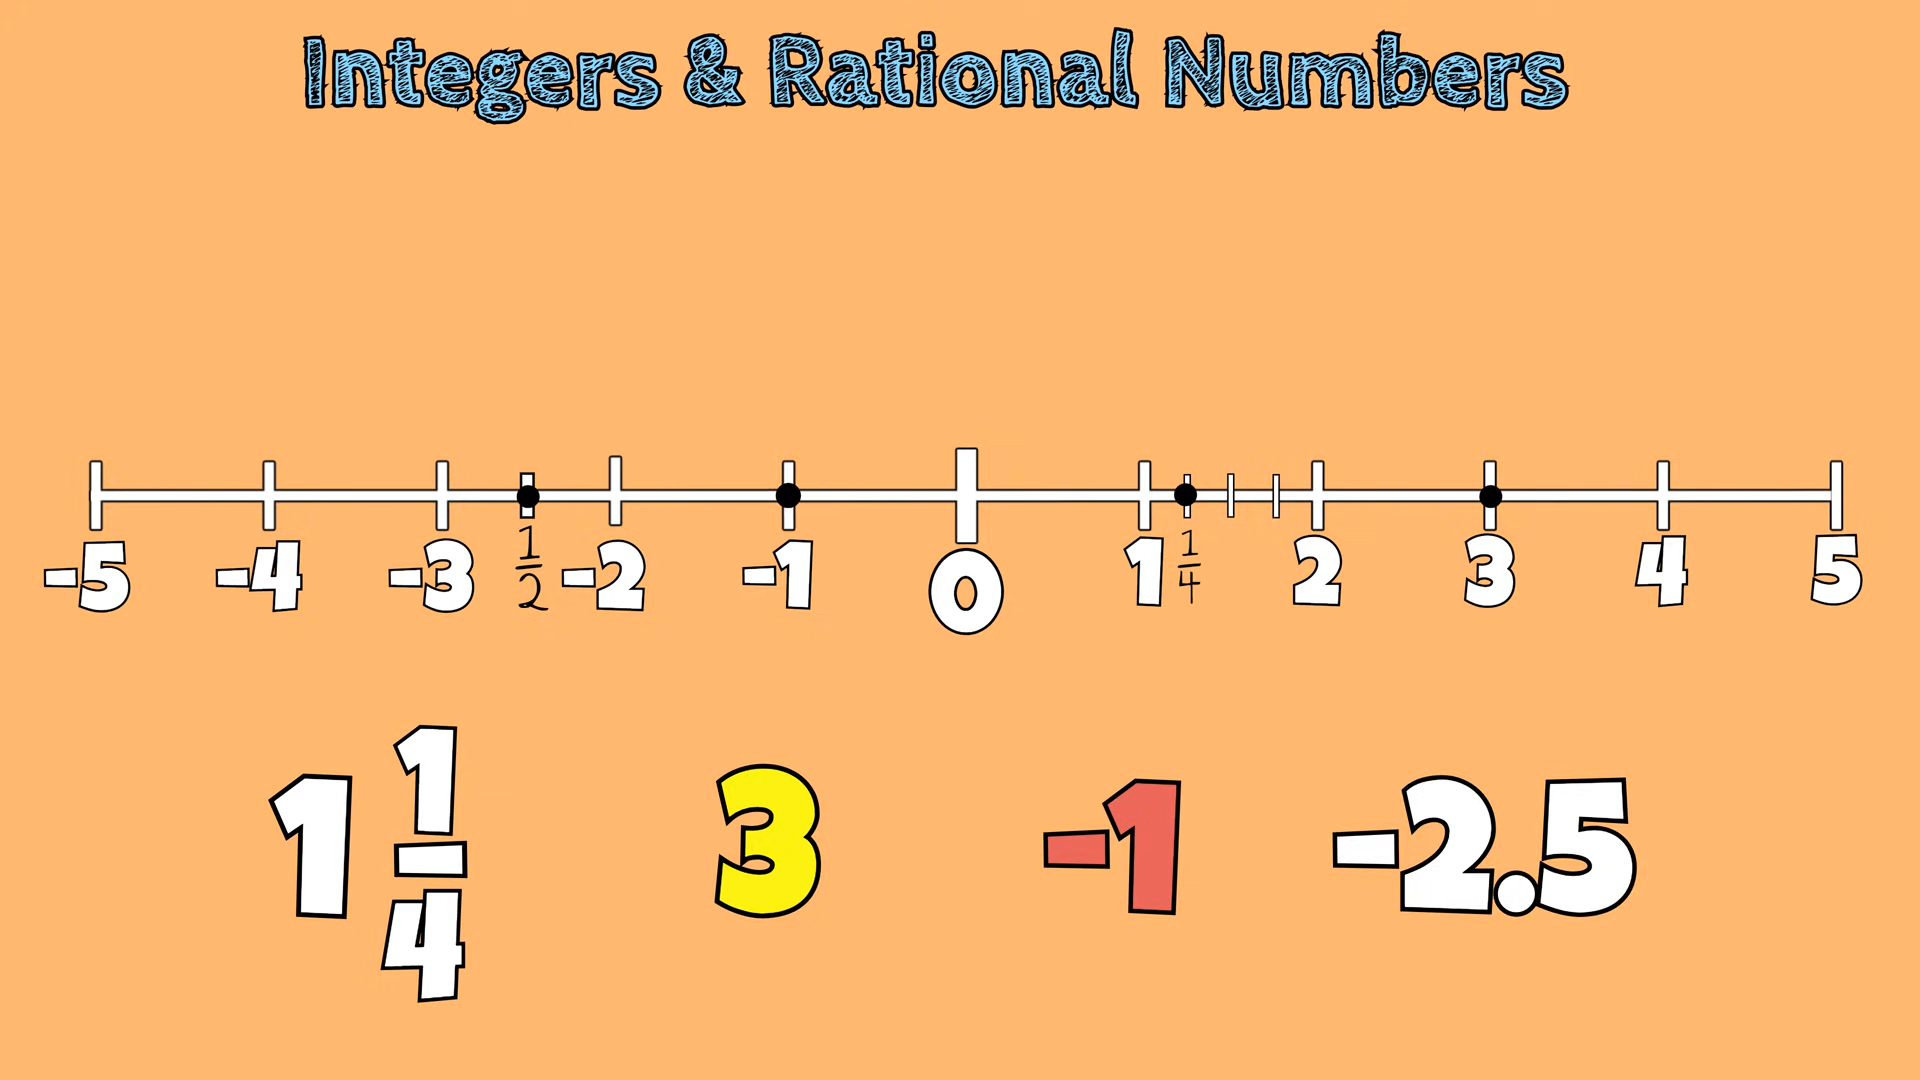 Integers & Rational Numbers
-5 -4 -3 1/2 -2 -1 0 1 1/4 2 3 4 5
1 1/4 3 -1 -2.5